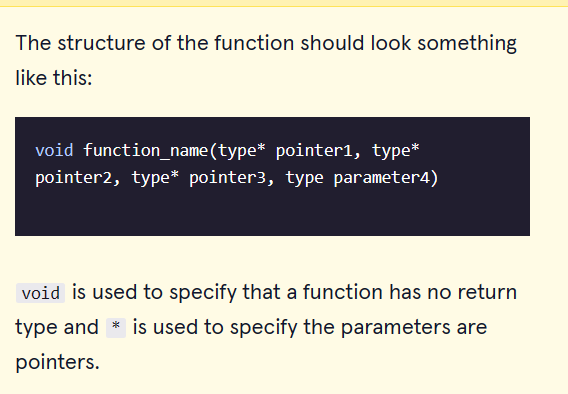 The structure of the function should look something
like this:
void function_name(type* pointer1, type*
pointer2, type* pointer3, type parameter4)
void is used to specify that a function has no return
type and * is used to specify the parameters are
pointers.